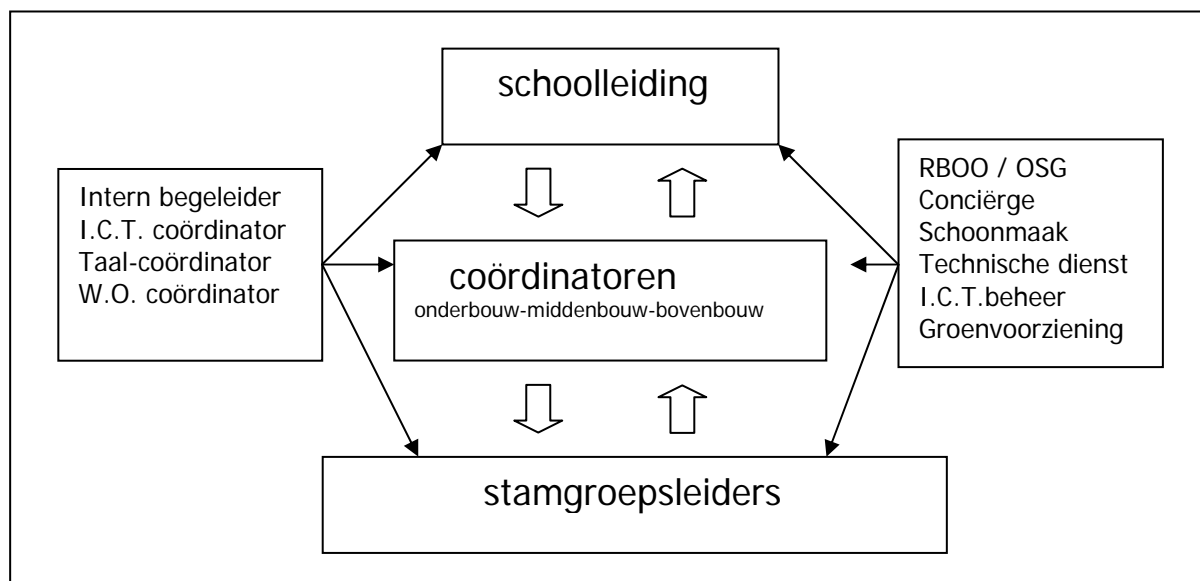 schoolleiding
Intern begeleider
I.C.T. coördinator
Taal-coördinator
W.O. coördinator
RBOO / OSG
Conciërge
Schoonmaak
Technische dienst
I.C.T.beheer
Groenvoorziening
coördinatoren
onderbouw-middenbouw-bovenbouw
stamgroepsleiders